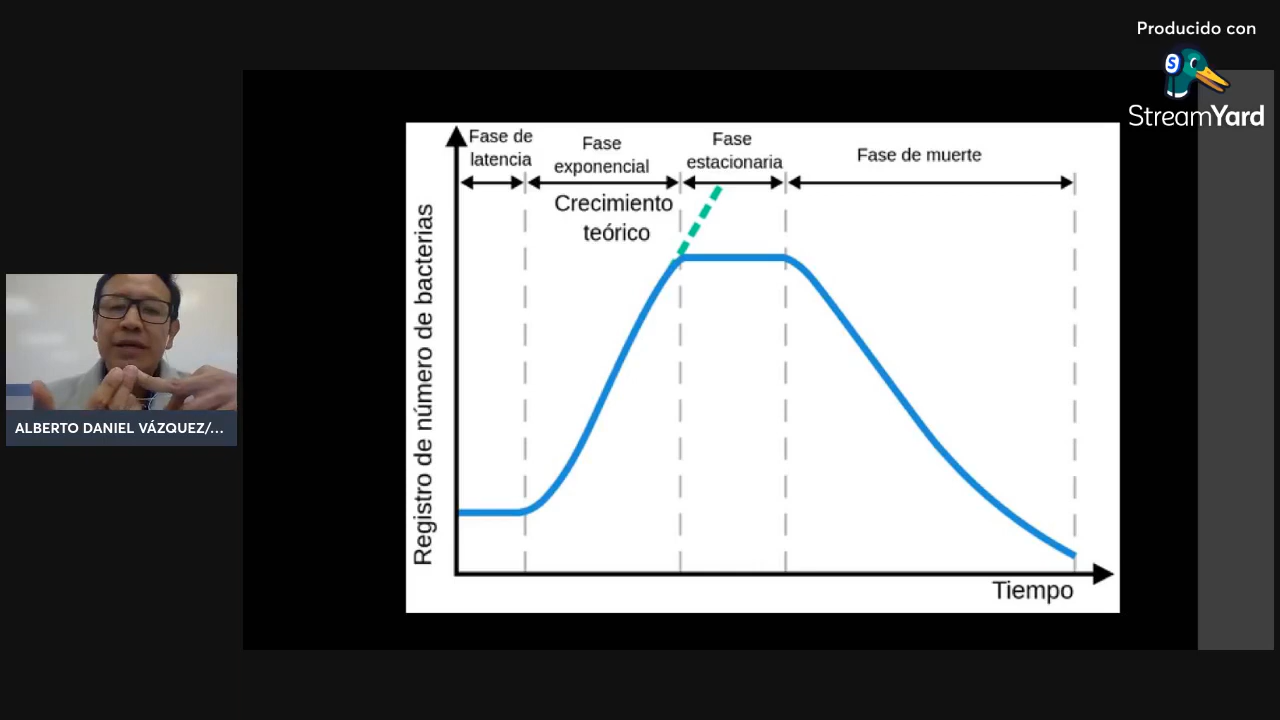 Producido con
StreamYard
Fase de
latencia
Fase
exponencial
Fase
estacionaria
Fase de muerte
Crecimiento
teórico
Registro de número de bacterias
Tiempo
ALBERTO DANIEL VÁZQUEZ/...